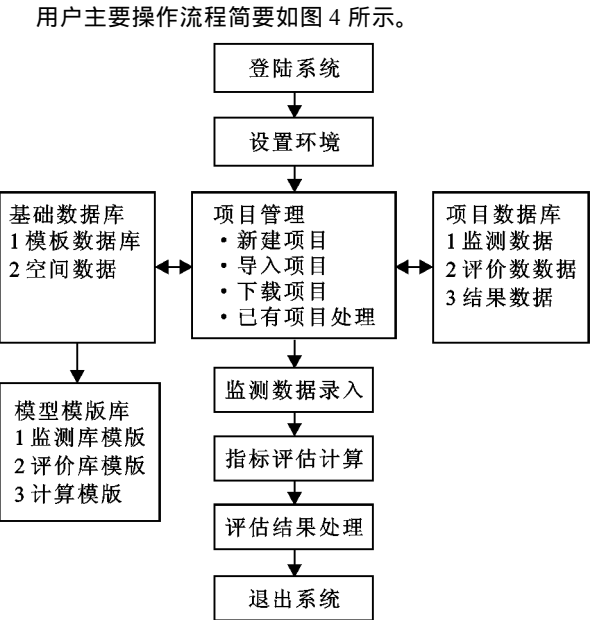 用户主要操作流程简要如图 4 所示。
登陆系统
设置环境
基础数据库
1 模板数据库
2 空间数据
项目管理
·新建项目
·导入项目
·下载项目
·已有项目处理
项目数据库
1 监测数据
2 评价数数据
3 结果数据
模型模版库
1 监测库模版
2 评价库模版
3 计算模版
监测数据录入
指标评估计算
评估结果处理
退出系统